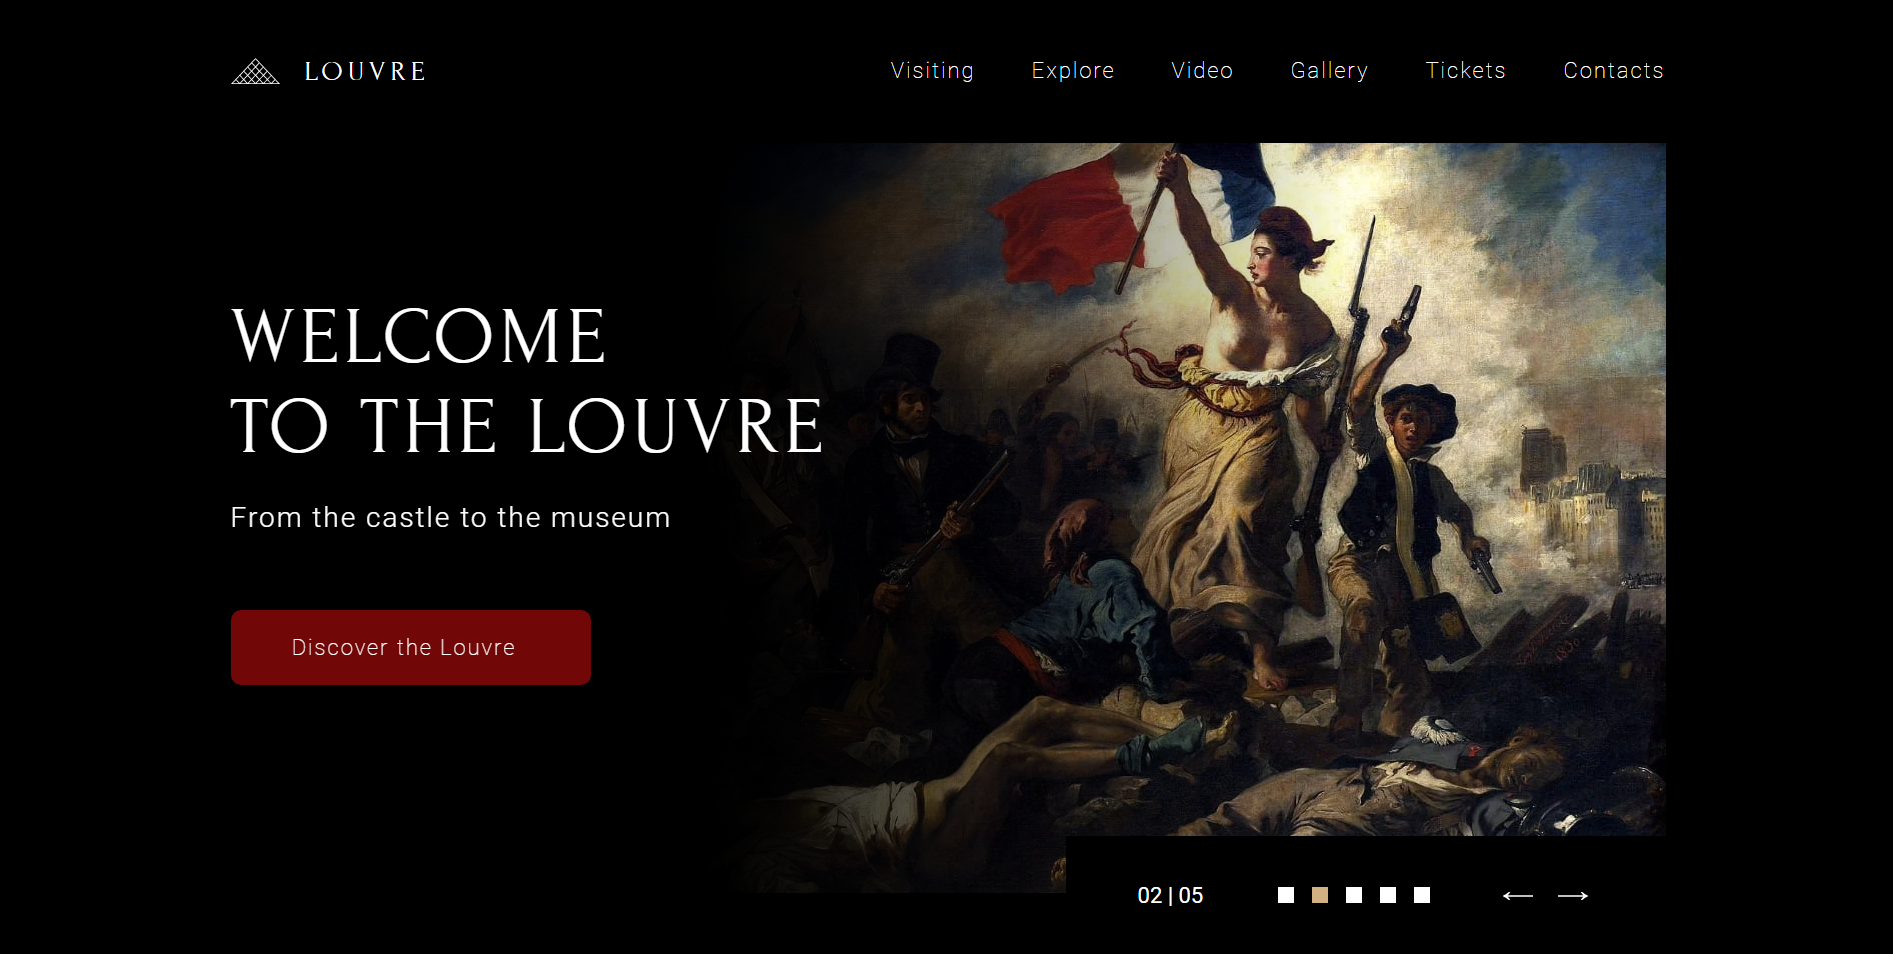 LOUVRE
Visiting Explore Video Gallery Tickets Contacts
WELCOME
TO THE LOUVRE
From the castle to the museum
Discover the Louvre
1830
02 | 05